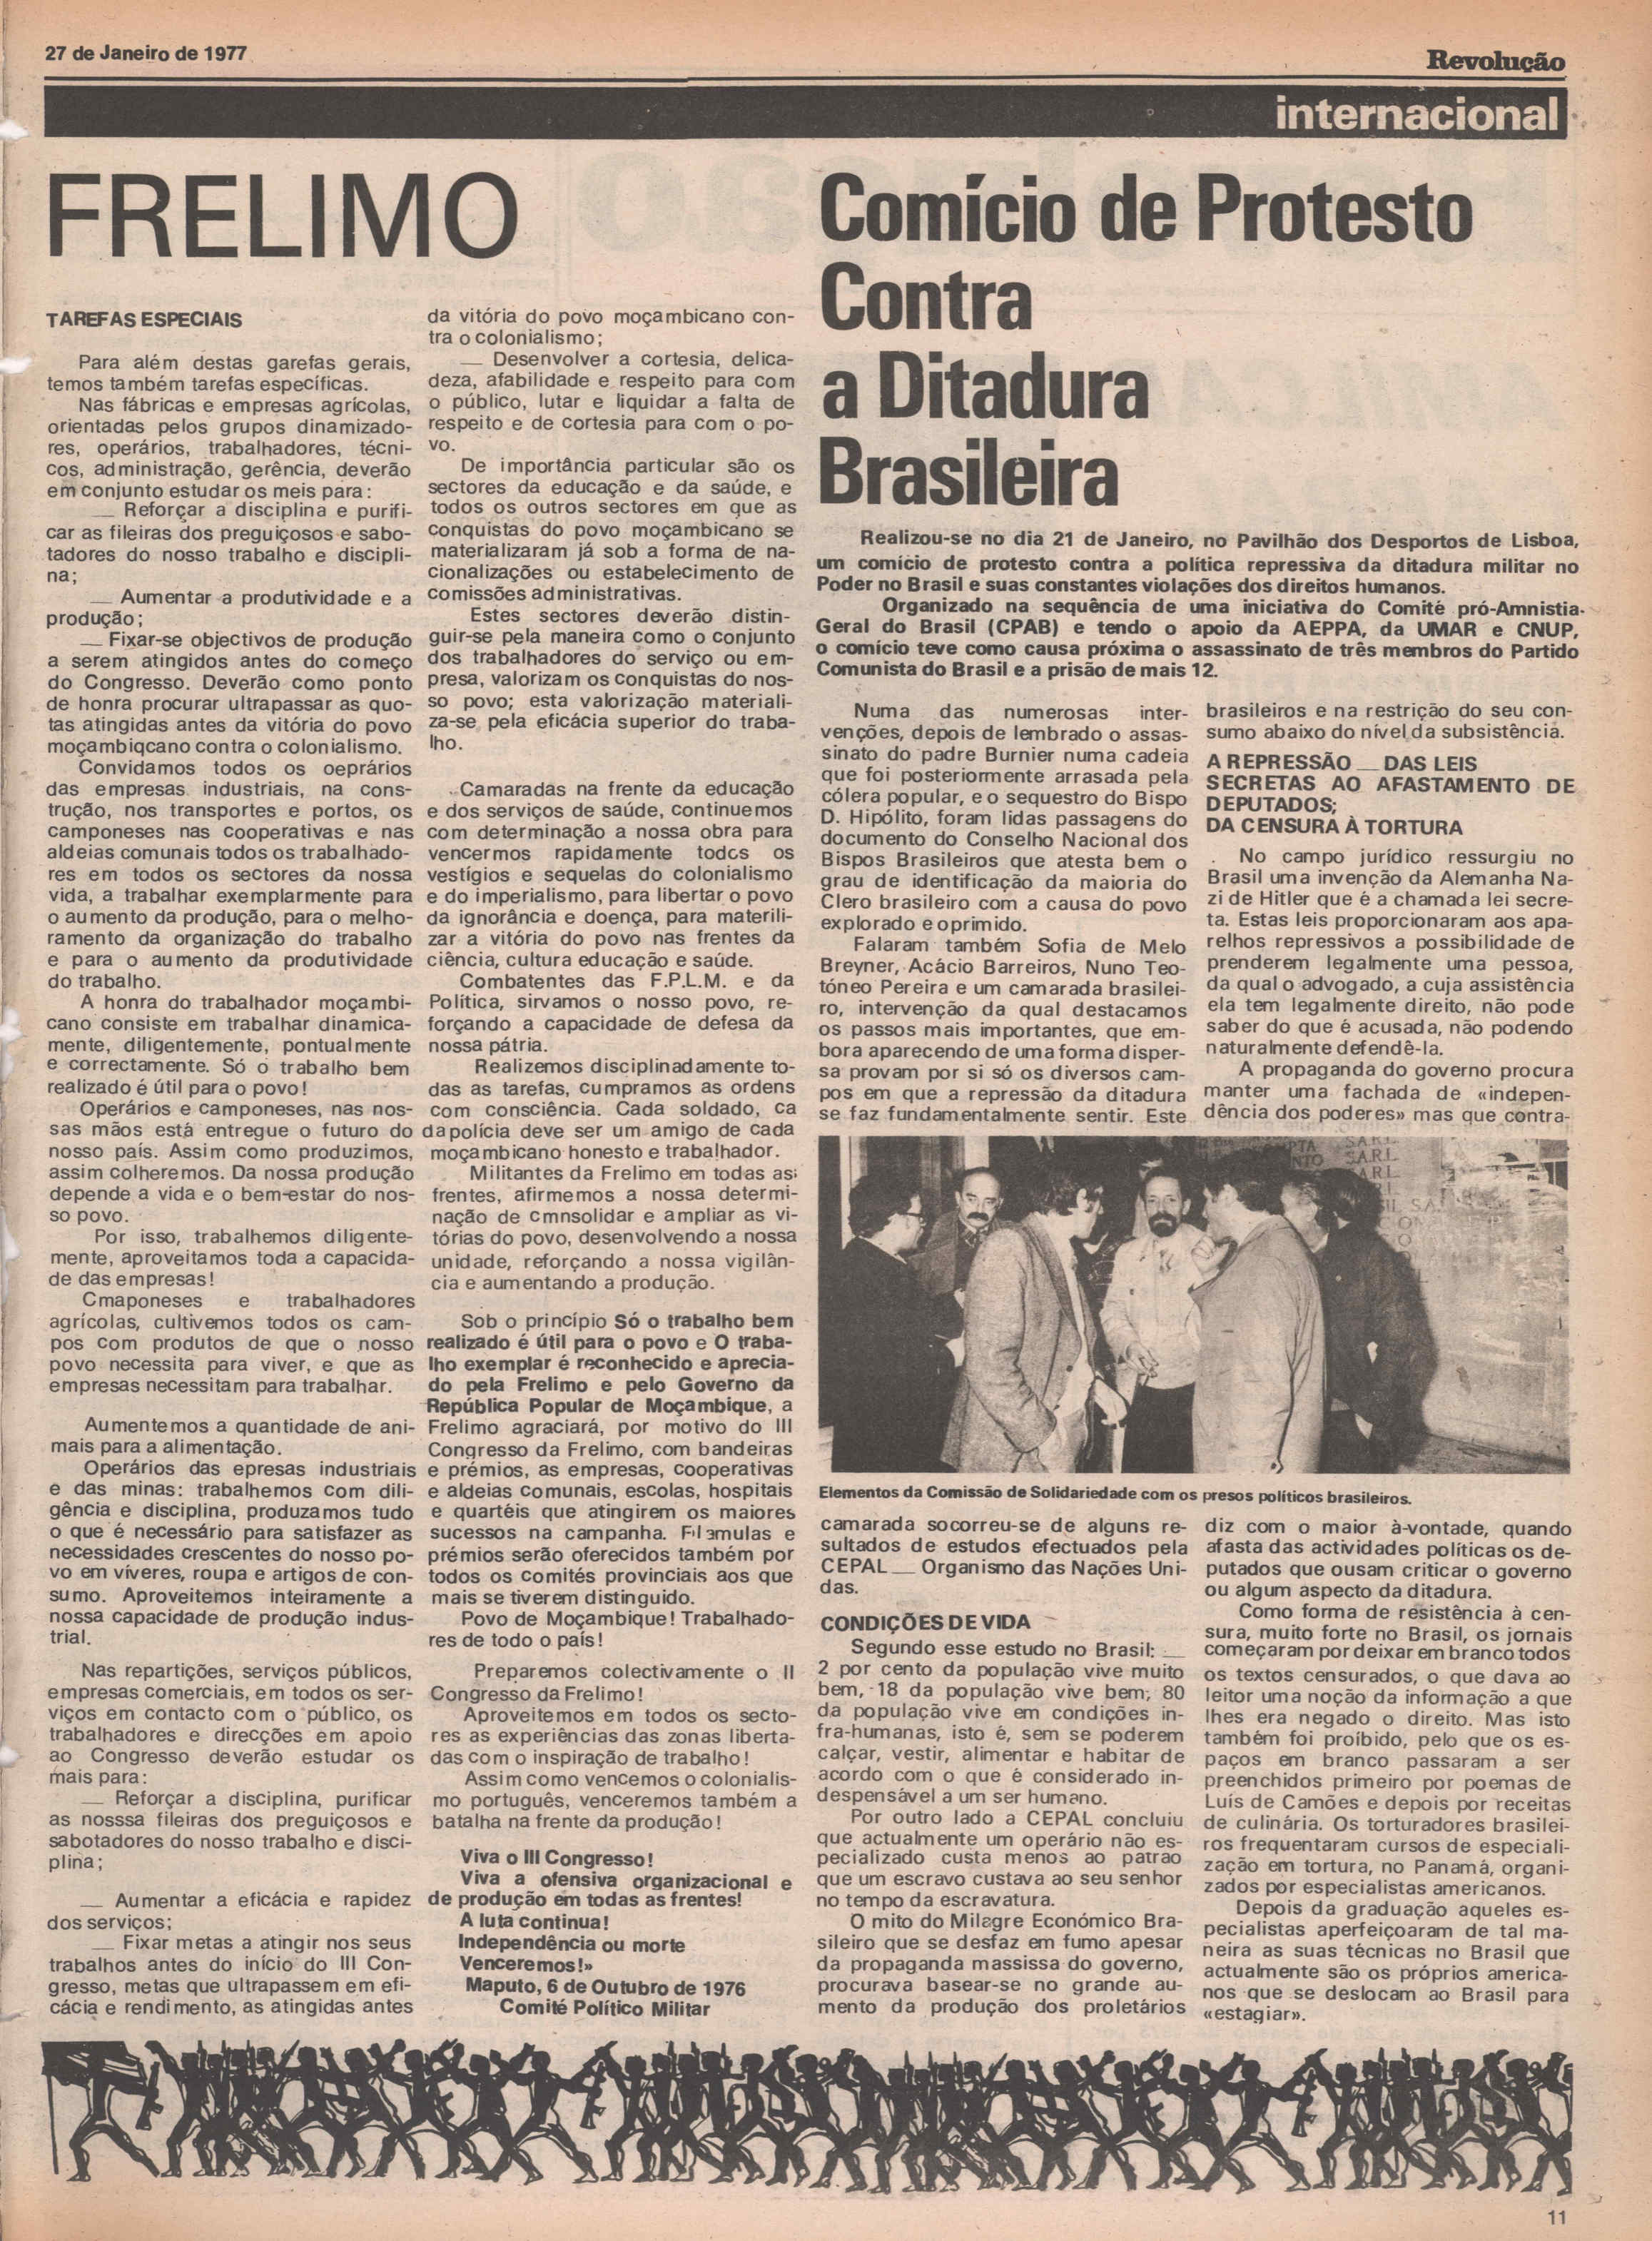 27 de Janeiro de 1977
Revolução
internacional
FRELIMO
TAREFAS ESPECIAIS
Para além destas garefas gerais,
temos também tarefas específicas.
Nas fábricas e empresas agrícolas,
orientadas pelos grupos dinamizado-
res, operários, trabalhadores, técni-
cos, administração, gerência, deverão
em conjunto estudar os meis para:
— Reforçar a disciplina e purifi-
car as fileiras dos preguiçosos e sabo-
tadores do nosso trabalho e discipli-
na;
— Aumentar a produtividade e a
produção;
— Fixar-se objectivos de produção
a serem atingidos antes do começo
do Congresso. Deverão como ponto
de honra procurar ultrapassar as quo-
tas atingidas antes da vitória do povo
moçambiqcano contra o colonialismo.
Convidamos todos os oeprários
das empresas industriais, na cons-
trução, nos transportes e portos, os
camponeses nas cooperativas e nas
aldeias comunais todos os trabalhado-
res em todos os sectores da nossa
vida, a trabalhar exemplarmente para
o aumento da produção, para o melho-
ramento da organização do trabalho
e para o aumento da produtividade
do trabalho.
A honra do trabalhador moçambi-
cano consiste em trabalhar dinamica-
mente, diligentemente, pontualmente
e correctamente. Só o trabalho bem
realizado é útil para o povo!
Operários e camponeses, nas nos-
sas mãos está entregue o futuro do
nosso país. Assim como produzimos,
assim colheremos. Da nossa produção
depende a vida e o bem-estar do nos-
so povo.
Por isso, trabalhemos diligente-
mente, aproveitamos toda a capacida-
de das empresas!
Cmaponeses e trabalhadores
agrícolas, cultivemos todos os cam-
pos com produtos de que o nosso
povo necessita para viver, e que as
empresas necessitam para trabalhar.
Aumentemos a quantidade de ani-
mais para a alimentação.
Operários das epresas industriais
e das minas: trabalhemos com dili-
gência e disciplina, produzamos tudo
o que é necessário para satisfazer as
necessidades crescentes do nosso po-
vo em víveres, roupa e artigos de con-
sumo. Aproveitemos inteiramente a
nossa capacidade de produção indus-
trial.
Nas repartições, serviços públicos,
empresas comerciais, em todos os ser-
viços em contacto com o público, os
trabalhadores e direcções em apoio
ao Congresso deverão estudar os
mais para:
— Reforçar a disciplina, purificar
as nosssa fileiras dos preguiçosos e
sabotadores do nosso trabalho e disci-
plina;
— Aumentar a eficácia e rapidez
dos serviços;
— Fixar metas a atingir nos seus
trabalhos antes do início do III Con-
gresso, metas que ultrapassem em efi-
cácia e rendimento, as atingidas antes
da vitória do povo moçambicano con-
tra o colonialismo;
— Desenvolver a cortesia, delica-
deza, afabilidade e respeito para com
o público, lutar e liquidar a falta de
respeito e de cortesia para com o po-
vo.
De importância particular são os
sectores da educação e da saúde, e
todos os outros sectores em que as
conquistas do povo moçambicano se
materializaram já sob a forma de na-
cionalizações ou estabelecimento de
comissões administrativas.
Estes sectores deverão distin-
guir-se pela maneira como o conjunto
dos trabalhadores do serviço ou em-
presa, valorizam os conquistas do nos-
so povo; esta valorização materiali-
za-se pela eficácia superior do traba-
lho.
Camaradas na frente da educação
e dos serviços de saúde, continuemos
com determinação a nossa obra para
vencermos rapidamente todos os
vestígios e sequelas do colonialismo
e do imperialismo, para libertar o povo
da ignorância e doença, para materili-
zar a vitória do povo nas frentes da
ciência, cultura educação e saúde.
Combatentes das F.P.L.M. e da
Política, sirvamos o nosso povo, re-
forçando a capacidade de defesa da
nossa pátria.
Realizemos disciplinadamente to-
das as tarefas, cumpramos as ordens
com consciência. Cada soldado, ca
da polícia deve ser um amigo de cada
moçambicano honesto e trabalhador.
Militantes da Frelimo em todas as
frentes, afirmemos a nossa determi-
nação de cmnsolidar e ampliar as vi-
tórias do povo, desenvolvendo a nossa
unidade, reforçando a nossa vigilân-
cia e aumentando a produção.
Sob o princípio Só o trabalho bem
realizado é útil para o povo e O traba-
lho exemplar é reconhecido e aprecia-
do pela Frelimo e pelo Governo da
República Popular de Moçambique, a
Frelimo agraciará, por motivo do III
Congresso da Frelimo, com bandeiras
e prémios, as empresas, cooperativas
e aldeias comunais, escolas, hospitais
e quartéis que atingirem os maiores
sucessos na campanha. Flamulas e
prémios serão oferecidos também por
todos os comités provinciais aos que
mais se tiverem distinguido.
Povo de Moçambique! Trabalhado-
res de todo o país!
Preparemos colectivamente o II
Congresso da Frelimo!
Aproveitemos em todos os secto-
res as experiências das zonas liberta-
das com o inspiração de trabalho!
Assim como vencemos o colonialis-
mo português, venceremos também a
batalha na frente da produção!
Viva o III Congresso!
Viva a ofensiva organizacional e
de produção em todas as frentes!
A luta continua!
Independência ou morte
Venceremos!»
Maputo, 6 de Outubro de 1976
Comité Político Militar
Comício de Protesto
Contra
a Ditadura
Brasileira
Realizou-se no dia 21 de Janeiro, no Pavilhão dos Desportos de Lisboa,
um comício de protesto contra a política repressiva da ditadura militar no
Poder no Brasil e suas constantes violações dos direitos humanos.
Organizado na sequência de uma iniciativa do Comité pró-Amnistia-
Geral do Brasil (CPAB) e tendo o apoio da AEPPA, da UMAR e CNUP,
o comício teve como causa próxima o assassinato de três membros do Partido
Comunista do Brasil e a prisão de mais 12.
Numa das numerosas inter-
venções, depois de lembrado o assas-
sinato do padre Burnier numa cadeia
que foi posteriormente arrasada pela
cólera popular, e o sequestro do Bispo
D. Hipólito, foram lidas passagens do
documento do Conselho Nacional dos
Bispos Brasileiros que atesta bem o
grau de identificação da maioria do
Clero brasileiro com a causa do povo
explorado e oprimido.
Falaram também Sofia de Melo
Breyner, Acácio Barreiros, Nuno Teo-
tóneo Pereira e um camarada brasilei-
ro, intervenção da qual destacamos
os passos mais importantes, que em-
bora aparecendo de uma forma disper-
sa provam por si só os diversos cam-
pos em que a repressão da ditadura
se faz fundamentalmente sentir. Este
brasileiros e na restrição do seu con-
sumo abaixo do nível da subsistência.
A REPRESSÃO — DAS LEIS
SECRETAS AO AFASTAMENTO DE
DEPUTADOS;
DA CENSURA À TORTURA
No campo jurídico ressurgiu no
Brasil uma invenção da Alemanha Na-
zi de Hitler que é a chamada lei secre-
ta. Estas leis proporcionaram aos apa-
relhos repressivos a possibilidade de
prenderem legalmente uma pessoa,
da qual o advogado, a cuja assistência
ela tem legalmente direito, não pode
saber do que é acusada, não podendo
naturalmente defendê-la.
A propaganda do governo procura
manter uma fachada de «indepen-
dência dos poderes» mas que contra-
SARL
Elementos da Comissão de Solidariedade com os presos políticos brasileiros.
camarada socorreu-se de alguns re-
sultados de estudos efectuados pela
CEPAL — Organismo das Nações Uni-
das.
CONDIÇÕES DE VIDA
Segundo esse estudo no Brasil: —
2 por cento da população vive muito
bem, 18 da população vive bem; 80
da população vive em condições in-
fra-humanas, isto é, sem se poderem
calçar, vestir, alimentar e habitar de
acordo com o que é considerado in-
despensável a um ser humano.
Por outro lado a CEPAL concluiu
que actualmente um operário não es-
pecializado custa menos ao patrao
que um escravo custava ao seu senhor
no tempo da escravatura.
O mito do Milagre Económico Bra-
sileiro que se desfaz em fumo apesar
da propaganda massissa do governo,
procurava basear-se no grande au-
mento da produção dos proletários
diz com o maior à-vontade, quando
afasta das actividades políticas os de-
putados que ousam criticar o governo
ou algum aspecto da ditadura.
Como forma de resistência à cen-
sura, muito forte no Brasil, os jornais
começaram por deixar em branco todos
os textos censurados, o que dava ao
leitor uma noção da informação a que
lhes era negado o direito. Mas isto
também foi proibido, pelo que os es-
paços em branco passaram a ser
preenchidos primeiro por poemas de
Luís de Camões e depois por receitas
de culinária. Os torturadores brasilei-
ros frequentaram cursos de especiali-
zação em tortura, no Panamá, organi-
zados por especialistas americanos.
Depois da graduação aqueles es-
pecialistas aperfeiçoaram de tal ma-
neira as suas técnicas no Brasil que
actualmente são os próprios america-
nos que se deslocam ao Brasil para
«estagiar».
11